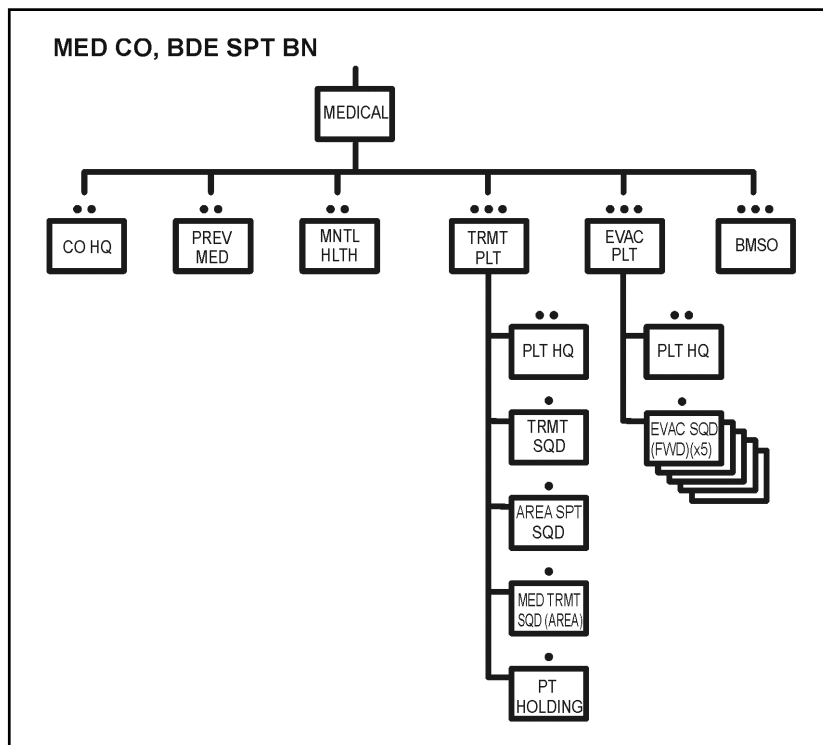 MED CO, BDE SPT BN
MEDICAL
CO HQ
PREV
MED
MNTL
HLTH
TRMT
PLT
EVAC
PLT
BMSO
PLT HQ
TRMT
SQD
AREA SPT
SQD
MED TRMT
SQD (AREA)
PT
HOLDING
PLT HQ
EVAC SQD
(FWD)(x5)